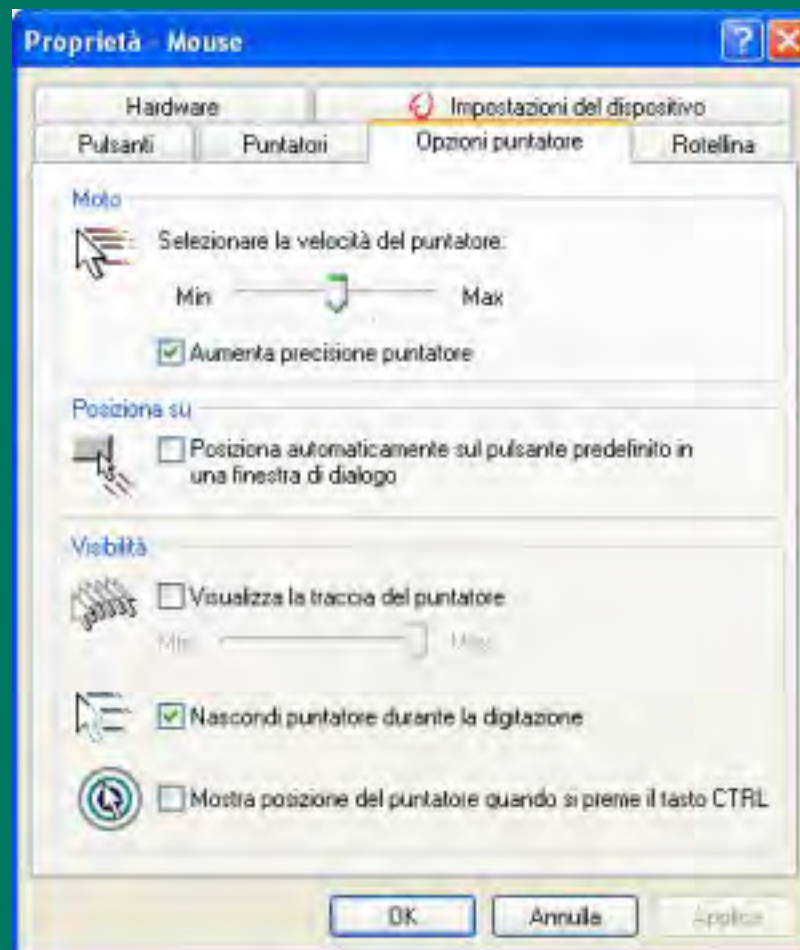 Proprietà - Mouse
Hardware
Impostazioni del dispositivo
Pulsanti
Puntatori
Opzioni puntatore
Rotellina
Moto
Selezionare la velocità del puntatore:
Min
Max
Aumenta precisione puntatore
Posiziona su
Posiziona automaticamente sul pulsante predefinito in
una finestra di dialogo
Visibilità
Visualizza la traccia del puntatore
Min
Max
Nascondi puntatore durante la digitazione
Mostra posizione del puntatore quando si preme il tasto CTRL
OK
Annulla
Applica